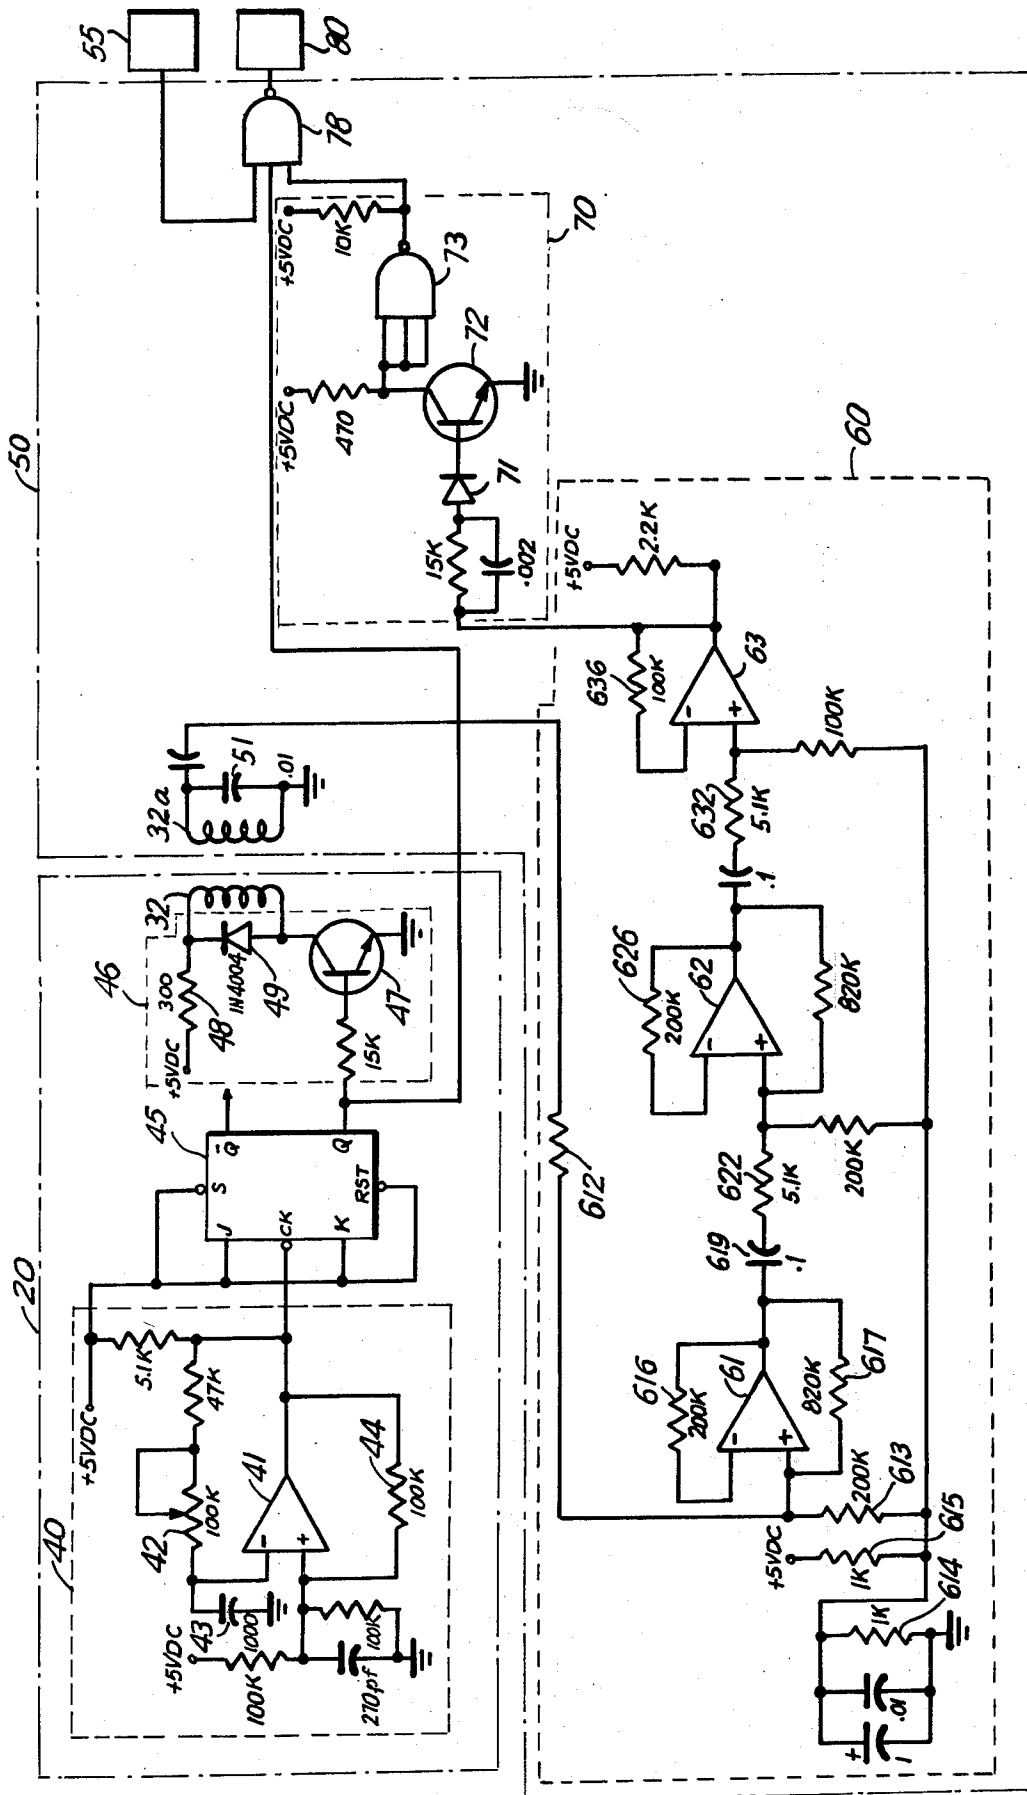 55
80
50
78
+5VDC
10K
70
73
+5VDC
470
72
71
15K
.002
60
+5VDC
2.2K
636
100K
63
-
+
100K
632
5.1K
.1
32a
51
.01
32
46
300
48
1N4004
49
47
15K
+5VDC
626
200K
62
-
+
820K
200K
622
5.1K
619
.1
612
45
Q̄
Q
S
RST
J
CK
K
20
+5VDC
5.1K
47K
100K
42
41
-
+
44
100K
40
43
1000
+5VDC
100K
100K
270pf
616
200K
61
-
+
820K
617
200K
613
+5VDC
1K
615
1K
614
.01
+
1